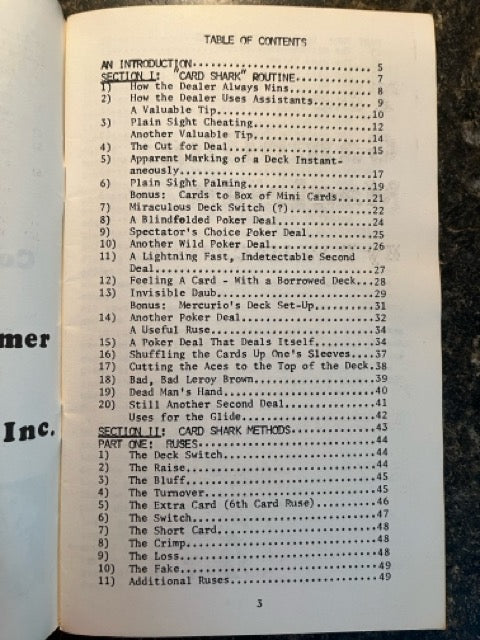 TABLE OF CONTENTS
AN INTRODUCTION.................................. 5
SECTION I: "CARD SHARK" ROUTINE................ 7
1) How the Dealer Always Wins............... 8
2) How the Dealer Uses Assistants........... 9
A Valuable Tip............................10
3) Plain Sight Cheating.....................12
Another Valuable Tip......................14
4) The Cut for Deal.........................15
5) Apparent Marking of a Deck Instant-
aneously..................................17
6) Plain Sight Palming......................19
Bonus: Cards to Box of Mini Cards.....21
7) Miraculous Deck Switch (?)...............22
8) A Blindfolded Poker Deal.................24
9) Spectator's Choice Poker Deal............25
10) Another Wild Poker Deal..................26
11) A Lightning Fast, Indetectable Second
Deal......................................27
12) Feeling A Card - With a Borrowed Deck...28
13) Invisible Daub...........................29
Bonus: Mercurio's Deck Set-Up.........31
14) Another Poker Deal.......................32
A Useful Ruse.............................34
15) A Poker Deal That Deals Itself...........34
16) Shuffling the Cards Up One's Sleeves....37
17) Cutting the Aces to the Top of the Deck.38
18) Bad, Bad Leroy Brown.....................39
19) Dead Man's Hand..........................40
20) Still Another Second Deal................41
Uses for the Glide........................42
SECTION II: CARD SHARK METHODS................43
PART ONE: RUSES................................44
1) The Deck Switch..........................44
2) The Raise................................44
3) The Bluff................................45
4) The Turnover.............................45
5) The Extra Card (6th Card Ruse)...........46
6) The Switch...............................47
7) The Short Card...........................48
8) The Crimp................................48
9) The Loss.................................48
10) The Fake.................................49
11) Additional Ruses.........................49
3
mer
Inc.